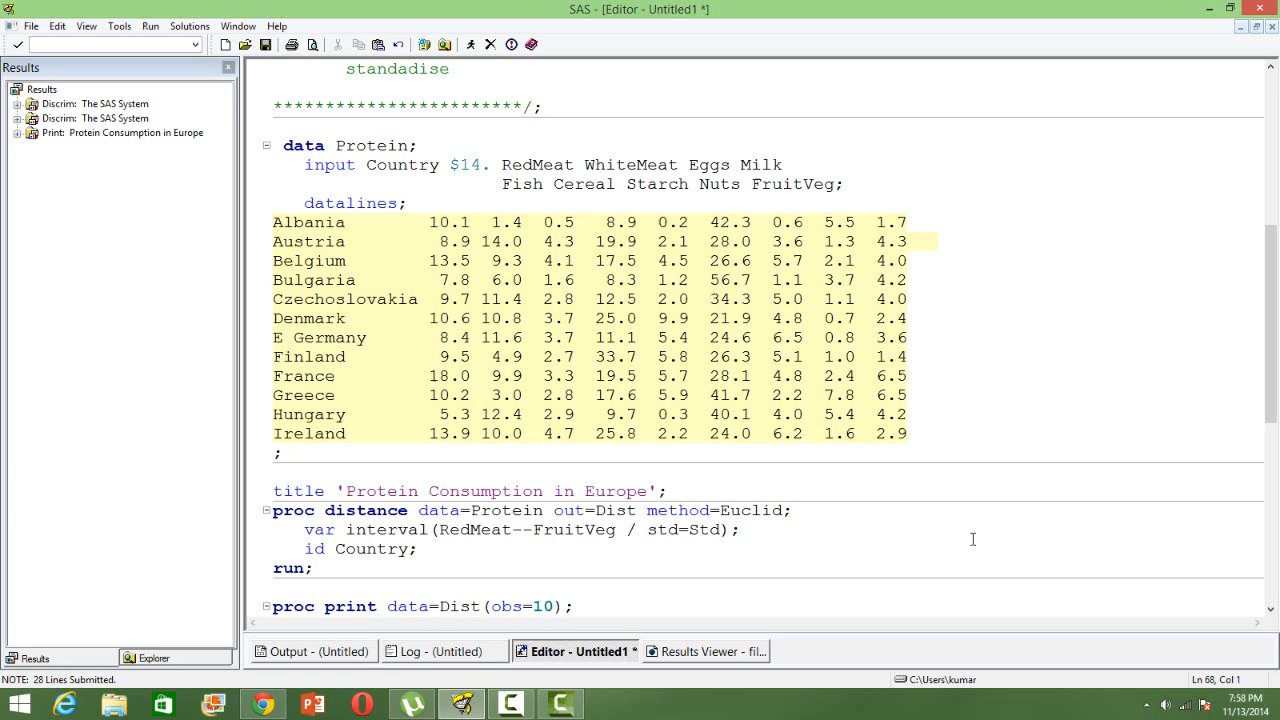 SAS - [Editor - Untitled1 *]
File Edit View Tools Run Solutions Window Help
Results
Results
Discrim: The SAS System
Discrim: The SAS System
Print: Protein Consumption in Europe
standadise
************************/;
data Protein;
input Country $14. RedMeat WhiteMeat Eggs Milk
Fish Cereal Starch Nuts FruitVeg;
datalines;
Albania 10.1 1.4 0.5 8.9 0.2 42.3 0.6 5.5 1.7
Austria 8.9 14.0 4.3 19.9 2.1 28.0 3.6 1.3 4.3
Belgium 13.5 9.3 4.1 17.5 4.5 26.6 5.7 2.1 4.0
Bulgaria 7.8 6.0 1.6 8.3 1.2 56.7 1.1 3.7 4.2
Czechoslovakia 9.7 11.4 2.8 12.5 2.0 34.3 5.0 1.1 4.0
Denmark 10.6 10.8 3.7 25.0 9.9 21.9 4.8 0.7 2.4
E Germany 8.4 11.6 3.7 11.1 5.4 24.6 6.5 0.8 3.6
Finland 9.5 4.9 2.7 33.7 5.8 26.3 5.1 1.0 1.4
France 18.0 9.9 3.3 19.5 5.7 28.1 4.8 2.4 6.5
Greece 10.2 3.0 2.8 17.6 5.9 41.7 2.2 7.8 6.5
Hungary 5.3 12.4 2.9 9.7 0.3 40.1 4.0 5.4 4.2
Ireland 13.9 10.0 4.7 25.8 2.2 24.0 6.2 1.6 2.9
;
title 'Protein Consumption in Europe';
proc distance data=Protein out=Dist method=Euclid;
var interval(RedMeat--FruitVeg / std=Std);
id Country;
run;
proc print data=Dist(obs=10);
Results Explorer
Output - (Untitled) Log - (Untitled) Editor - Untitled1 * Results Viewer - fil...
NOTE: 28 Lines Submitted. C:\Users\kumar Ln 68, Col 1
7:58 PM
11/13/2014